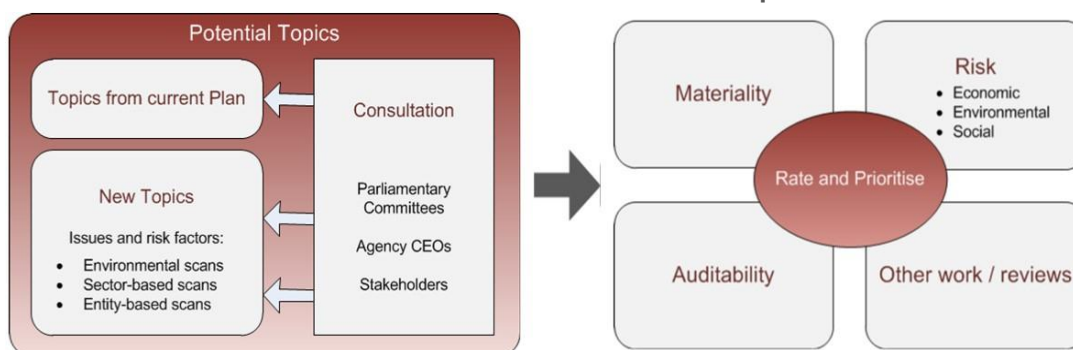 Potential Topics
Topics from current Plan
New Topics
Issues and risk factors:
• Environmental scans
• Sector-based scans
• Entity-based scans
Consultation
Parliamentary
Committees
Agency CEOs
Stakeholders
Materiality
Risk
• Economic
• Environmental
• Social
Rate and Prioritise
Auditability
Other work / reviews